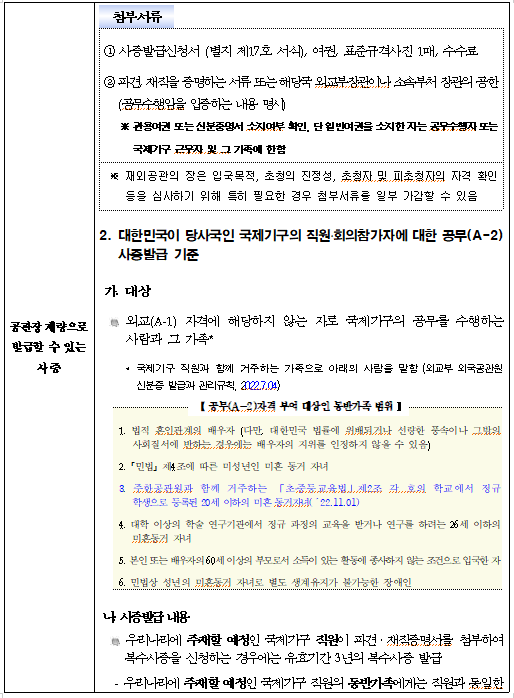 첨부서류
① 사증발급신청서 (별지 제17호 서식), 여권, 표준규격사진 1매, 수수료
② 파견, 재직을 증명하는 서류 또는 해당국 외교부장관이나 소속부처 장관의 공한
(공무수행임을 입증하는 내용 명시)
※ 관용여권 또는 신분증명서 소지여부 확인, 단 일반여권을 소지한 자는 공무수행자 또는
국제기구 근무자 및 그 가족에 한함
※ 재외공관의 장은 입국목적, 초청의 진정성, 초청자 및 피초청자의 자격 확인
등을 심사하기 위해 특히 필요한 경우 첨부서류를 일부 가감할 수 있음
2. 대한민국이 당사국인 국제기구의 직원·회의참가자에 대한 공무(A-2)
사증발급 기준
가. 대상
공관장 재량으로
발급할 수 있는
사증
외교(A-1) 자격에 해당하지 않는 자로 국제기구의 공무를 수행하는
사람과 그 가족*
* 국제기구 직원과 함께 거주하는 가족으로 아래의 사람을 말함 (외교부 외국공관원
신분증 발급과 관리규칙, 2022.7.04)
【 공무(A-2)자격 부여 대상인 동반가족 범위 】
1. 법적 혼인관계의 배우자 (다만, 대한민국 법률에 위배되거나 선량한 풍속이나 그밖의
사회질서에 반하는 경우에는 배우자의 지위를 인정하지 않을 수 있음)
2. 「민법」 제4조에 따른 미성년인 미혼 동거 자녀
3. 주한공관원과 함께 거주하는 「초중등교육법」 제2조 각 호의 학교에서 정규
학생으로 등록된 20세 이하의 미혼 동거자녀(`22.11.01)
4. 대학 이상의 학술 연구기관에서 정규 과정의 교육을 받거나 연구를 하려는 26세 이하의
미혼동거 자녀
5. 본인 또는 배우자의 60세 이상의 부모로서 소득이 있는 활동에 종사하지 않는 조건으로 입국한 자
6. 민법상 성년의 미혼동거 자녀로 별도 생계유지가 불가능한 장애인
나. 사증발급 내용
우리나라에 주재할 예정인 국제기구 직원이 파견·재직증명서를 첨부하여
복수사증을 신청하는 경우에는 유효기간 3년의 복수사증 발급
- 우리나라에 주재할 예정인 국제기구 직원의 동반가족에게는 직원과 동일한